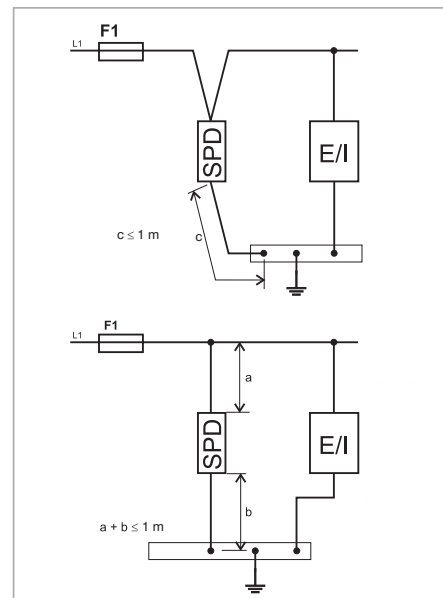 F1
L1
SPD
E/I
c ≤ 1 m
c
F1
L1
a
SPD
E/I
b
a + b ≤ 1 m